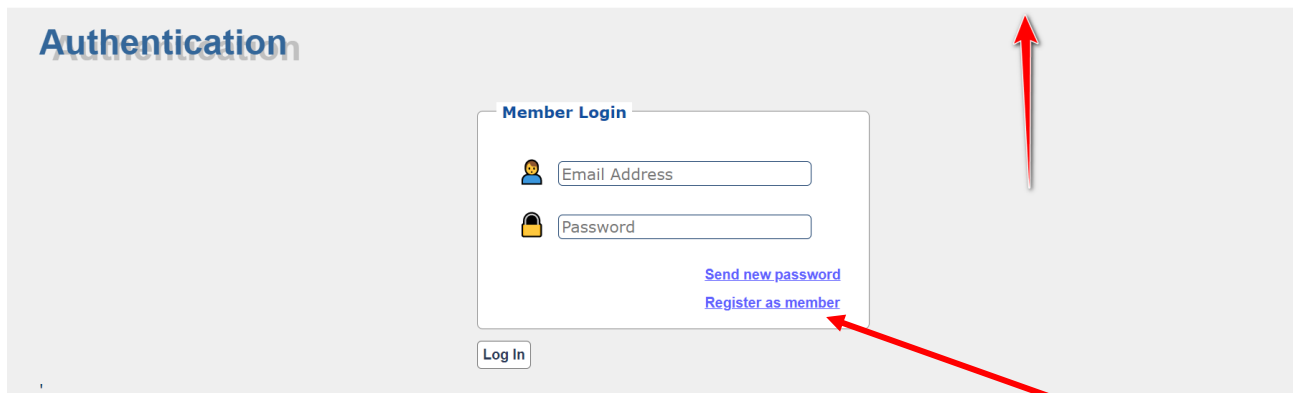 Authentication
Member Login
Email Address
Password
Send new password
Register as member
Log In
'